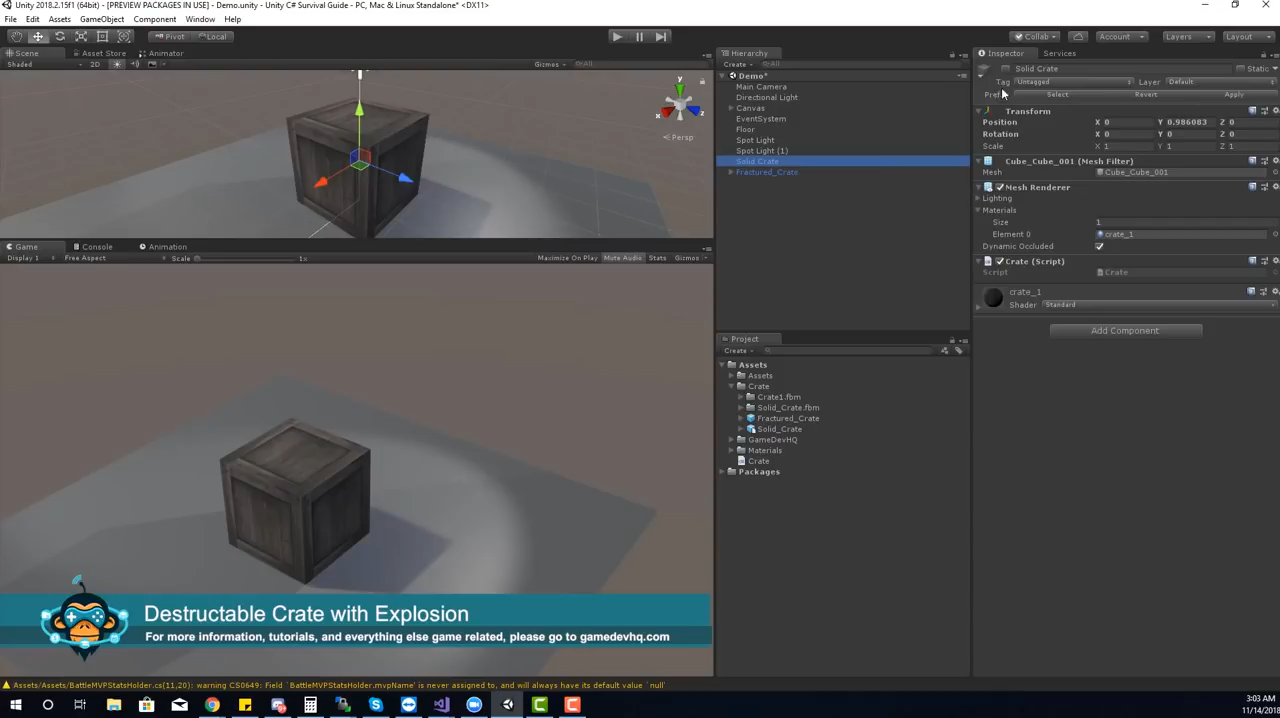 Unity 2018.2.15f1 (64bit) - [PREVIEW PACKAGES IN USE] - Demo.unity - Unity C# Survival Guide - PC, Mac & Linux Standalone* <DX11>
File Edit Assets GameObject Component Window Help
Pivot Local Collab Account Layers Layout
Scene Asset Store Animator
Shaded 2D Gizmos All
y x z
Persp
Game Console Animation
Display 1 Free Aspect Scale 1x Maximize On Play Mute Audio Stats Gizmos
Destructable Crate with Explosion
For more information, tutorials, and everything else game related, please go to gamedevhq.com
Hierarchy
Create All
Demo*
Main Camera
Directional Light
Canvas
EventSystem
Floor
Spot Light
Spot Light (1)
Solid Crate
Fractured_Crate
Project
Create
Assets
Assets
Crate
Crate1.fbm
Solid_Crate.fbm
Fractured_Crate
Solid_Crate
GameDevHQ
Materials
Crate
Packages
Inspector Services
Solid Crate Static
Tag Untagged Layer Default
Select Revert Apply
Transform
Position X 0 Y 0.986083 Z 0
Rotation X 0 Y 0 Z 0
Scale X 1 Y 1 Z 1
Cube_Cube_001 (Mesh Filter)
Mesh Cube_Cube_001
Mesh Renderer
Lighting
Materials
Size 1
Element 0 crate_1
Dynamic Occluded
Crate (Script)
Script Crate
crate_1
Shader Standard
Add Component
Assets/Assets/BattleMVPStatsHolder.cs(11,20): warning CS0649: Field `BattleMVPStatsHolder.mvpName' is never assigned to, and will always have its default value `null'
3:03 AM
11/14/2018